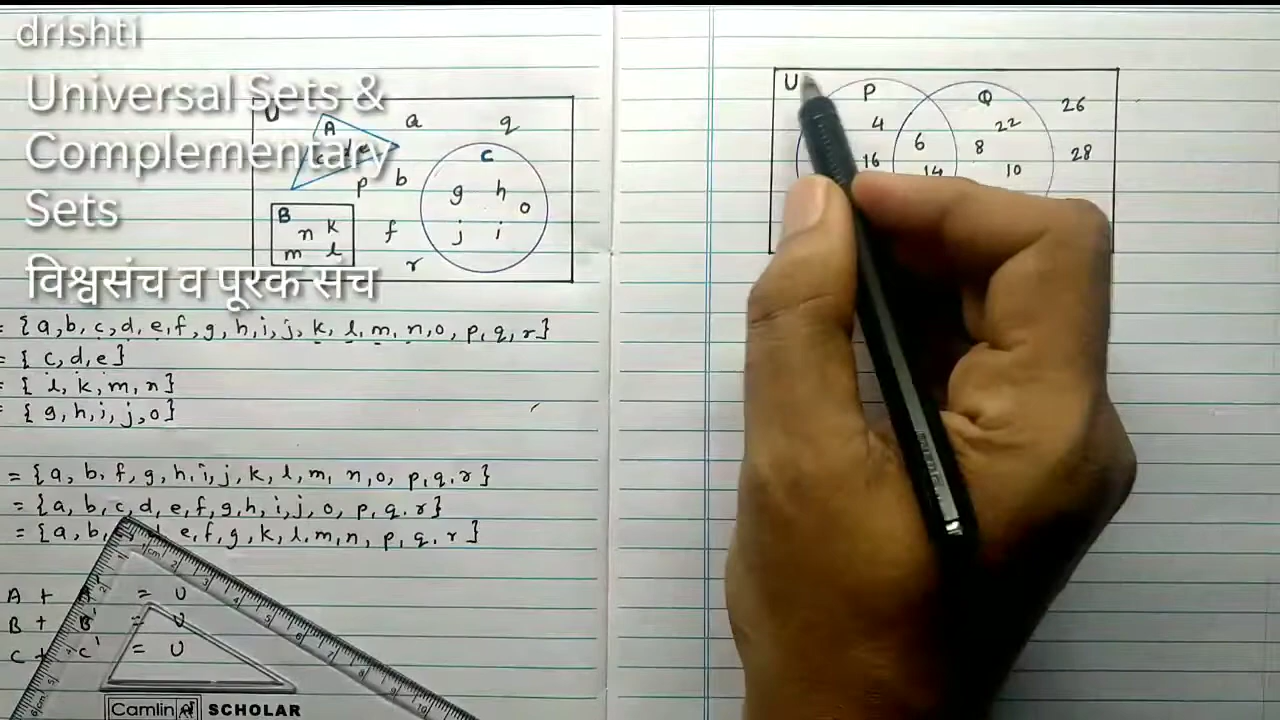 drishti
Universal Sets &
Complementary
Sets
विश्वसंच व पूरक संच
U
A
d e
a
q
p
b
C
g h
o
j i
B
n k
m l
f
r
= {a,b,c,d,e,f,g,h,i,j,k,l,m,n,o,p,q,r}
= {c,d,e}
= {l,k,m,n}
= {g,h,i,j,o}
= {a,b,f,g,h,i,j,k,l,m,n,o,p,q,r}
= {a,b,c,d,e,f,g,h,i,j,o,p,q,r}
= {a,b, e,f,g,k,l,m,n,p,q,r}
A + = U
B + B' = U
C + C' = U
Camlin SCHOLAR
U
P
Q
26
4
22
6
8
28
16
14
10